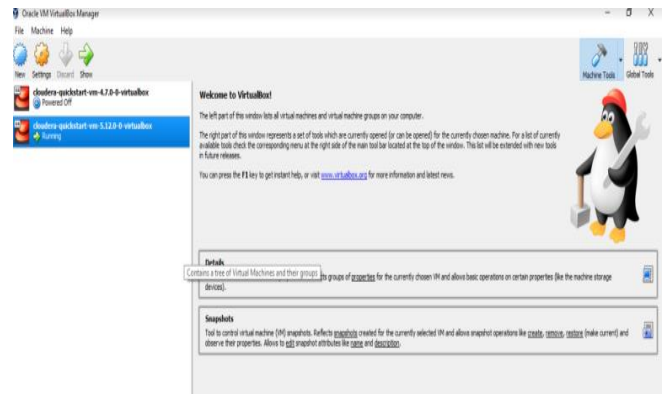 Oracle VM VirtualBox Manager
File Machine Help
New Settings Discard Show
Machine Tools Global Tools
cloudera-quickstart-vm-4.7.0-0-virtualbox
Powered Off
cloudera-quickstart-vm-5.12.0-0-virtualbox
Running
Welcome to VirtualBox!
The left part of this window lists all virtual machines and virtual machine groups on your computer.
The right part of this window represents a set of tools which are currently opened (or can be opened) for the currently chosen machine. For a list of currently
available tools check the corresponding menu at the right side of the main tool bar located at the top of the window. This list will be extended with new tools
in future releases.
You can press the F1 key to get instant help, or visit www.virtualbox.org for more information and latest news.
Details
Contains a tree of Virtual Machines and their groups
groups of properties for the currently chosen VM and allows basic operations on certain properties (like the machine storage
devices).
Snapshots
Tool to control virtual machine (VM) snapshots. Reflects snapshots created for the currently selected VM and allows snapshot operations like create, remove, restore (make current) and
observe their properties. Allows to edit snapshot attributes like name and description.